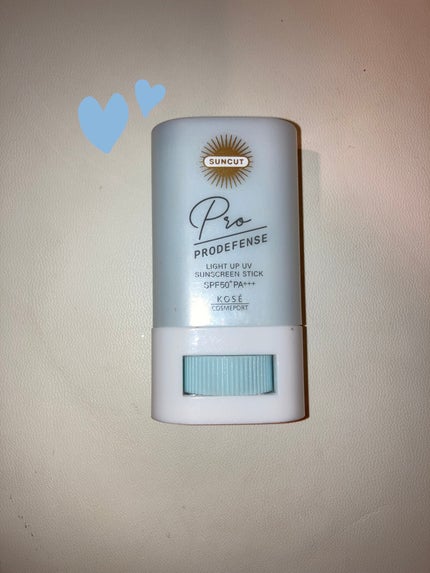 SUNCUT
Pro
PRODEFENSE
LIGHT UP UV
SUNSCREEN STICK
SPF50+ PA+++
KOSÉ
COSMEPORT